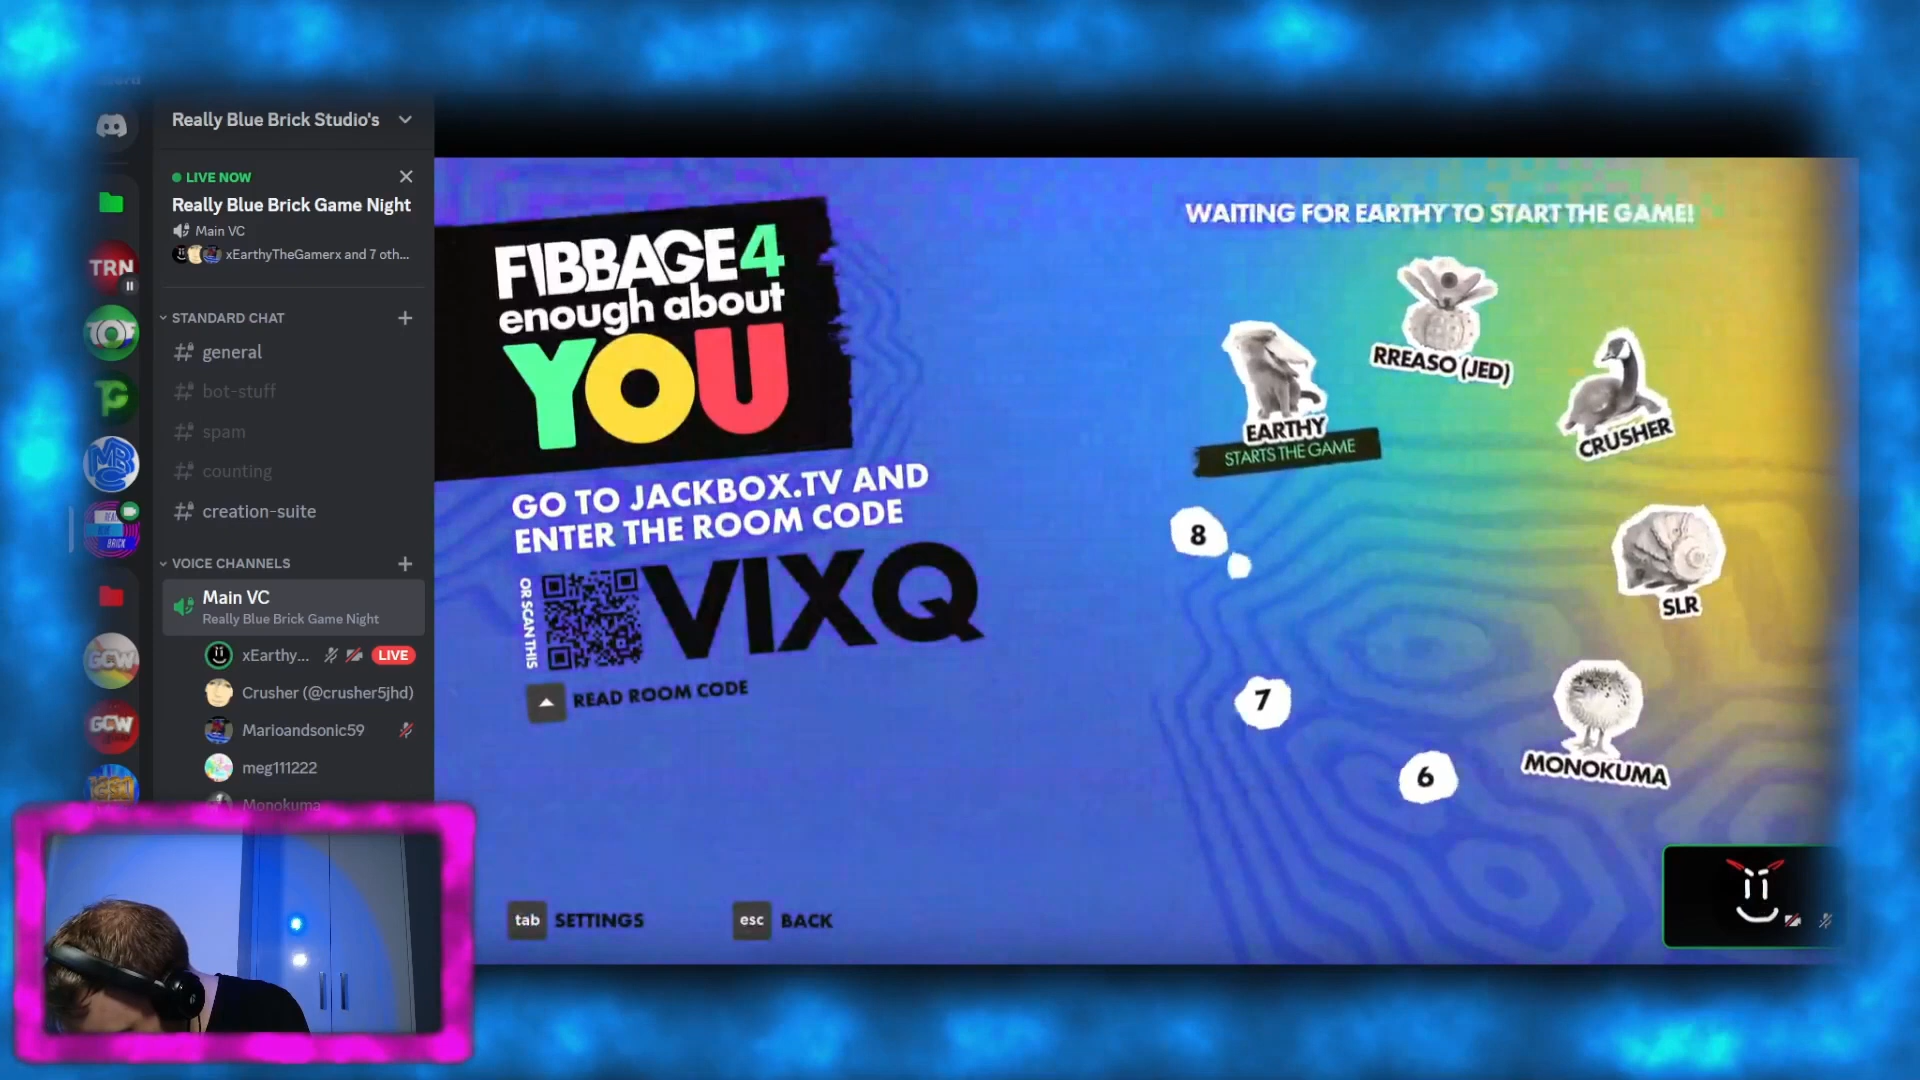 Really Blue Brick Studio's
LIVE NOW
Really Blue Brick Game Night
Main VC
xEarthyTheGamerx and 7 oth...
STANDARD CHAT
general
bot-stuff
spam
counting
creation-suite
VOICE CHANNELS
Main VC
Really Blue Brick Game Night
xEarthy... LIVE
Crusher (@crusher5jhd)
Marioandsonic59
meg111222
Monokuma
TRN
GCW
GCW
FIBBAGE 4
enough about
YOU
GO TO JACKBOX.TV AND
ENTER THE ROOM CODE
OR SCAN THIS
VIXQ
READ ROOM CODE
tab SETTINGS
esc BACK
WAITING FOR EARTHY TO START THE GAME!
EARTHY
STARTS THE GAME
RREASO (JED)
CRUSHER
SLR
MONOKUMA
6
7
8